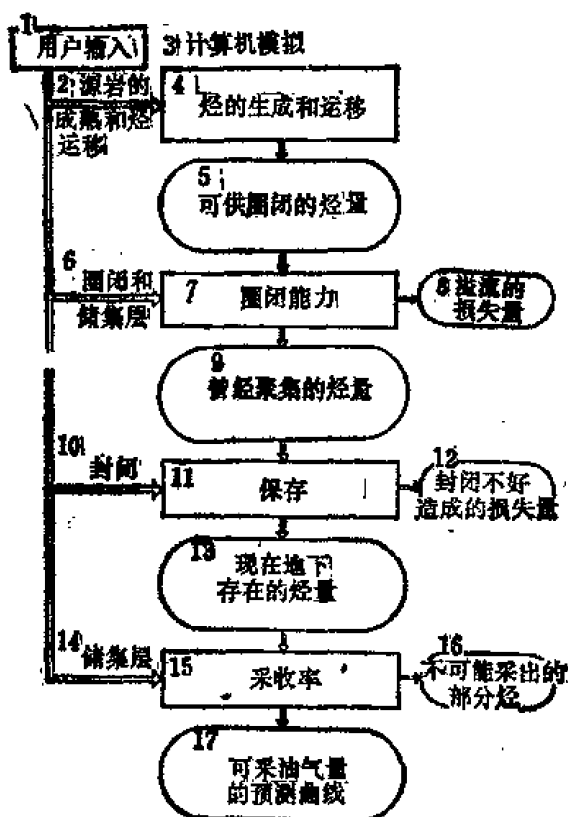 1
用户输入
3 计算机模拟
2 源岩的
成熟和烃
运移
4
烃的生成和运移
5
可供圈闭的烃量
6
圈闭和
储集层
7 圈闭能力
8 溢流的
损失量
9
曾经聚集的烃量
10
封闭
11 保存
12
封闭不好
造成的损失量
13 现在地下
存在的烃量
14
储集层
15 采收率
16
不可能采出的
部分烃
17
可采油气量
的预测曲线